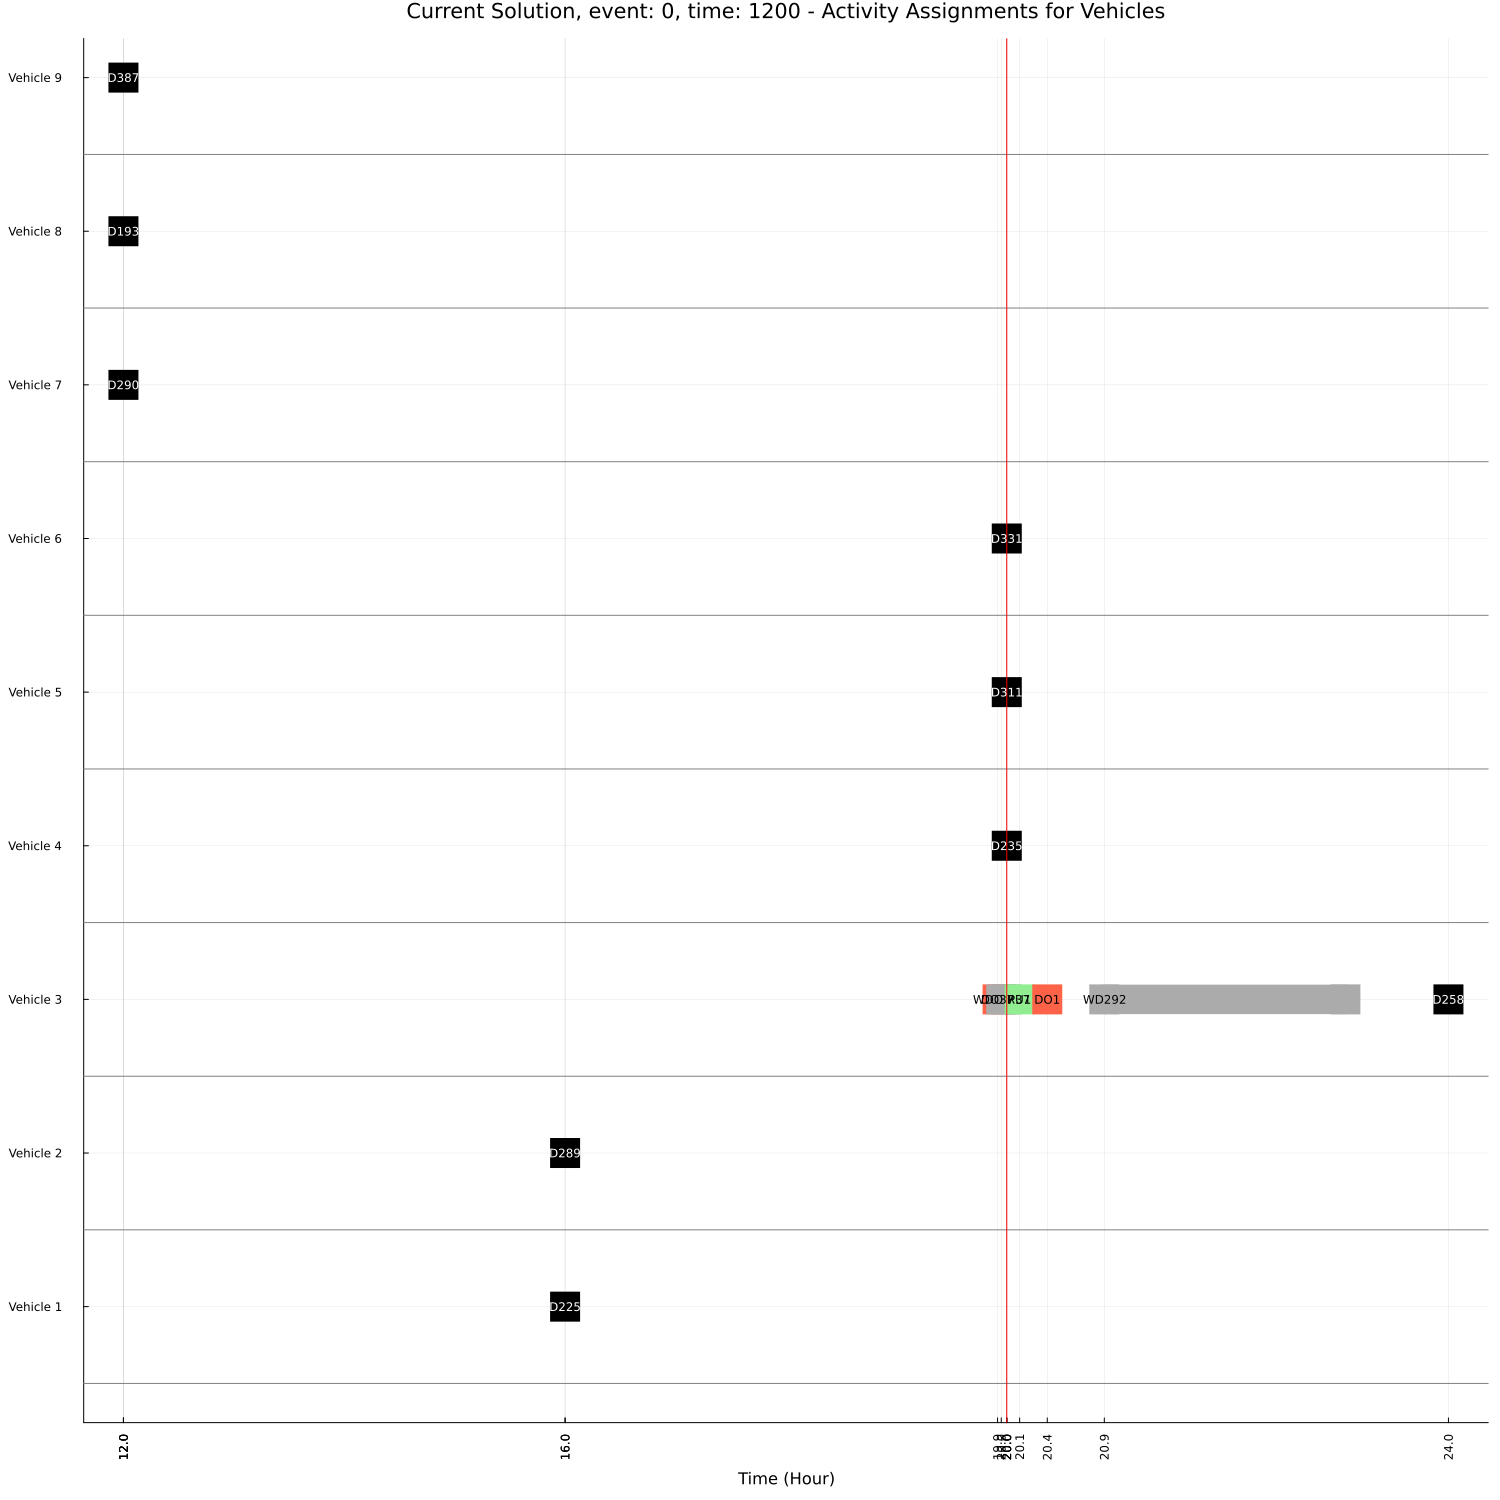 Current Solution, event: 0, time: 1200 - Activity Assignments for Vehicles
Vehicle 9
D387
Vehicle 8
D193
Vehicle 7
D290
Vehicle 6
D331
Vehicle 5
D311
Vehicle 4
D235
Vehicle 3
DO1
WD292
D258
Vehicle 2
D289
Vehicle 1
D225
12.0
16.0
20.1
20.4
20.9
24.0
Time (Hour)